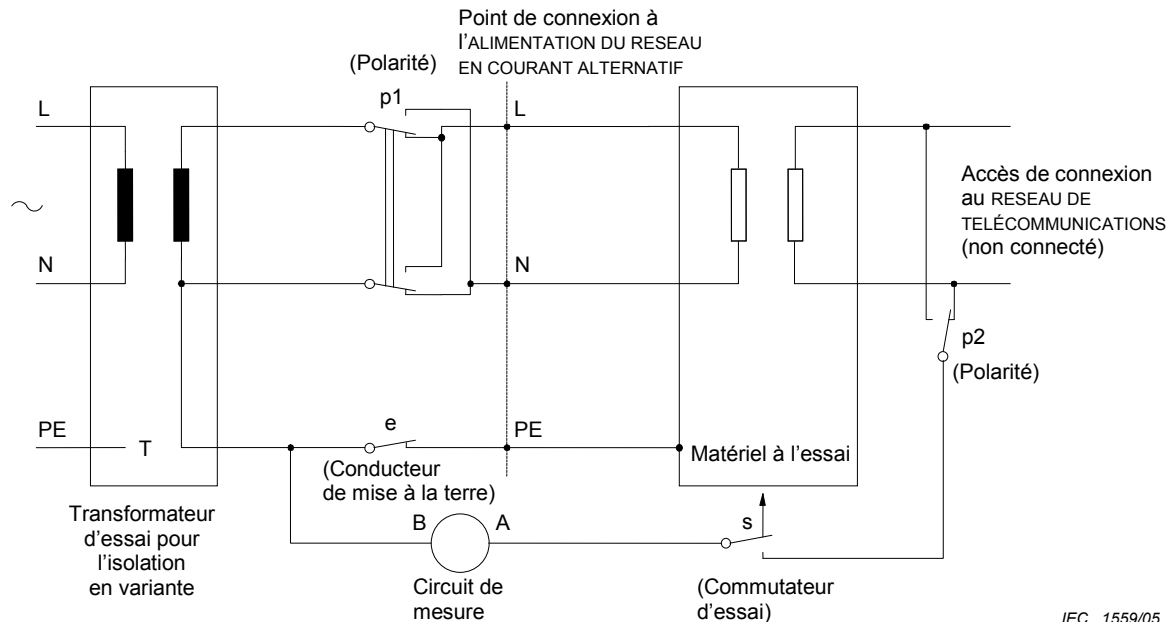 Point de connexion à
l'ALIMENTATION DU RESEAU
EN COURANT ALTERNATIF
(Polarité)
p1
L
L
N
N
Accès de connexion
au RESEAU DE
TELÉCOMMUNICATIONS
(non connecté)
p2
(Polarité)
PE
T
e
PE
(Conducteur
de mise à la terre)
Matériel à l'essai
B
A
s
Transformateur
d'essai pour
l'isolation
en variante
Circuit de
mesure
(Commutateur
d'essai)
IEC 1559/05